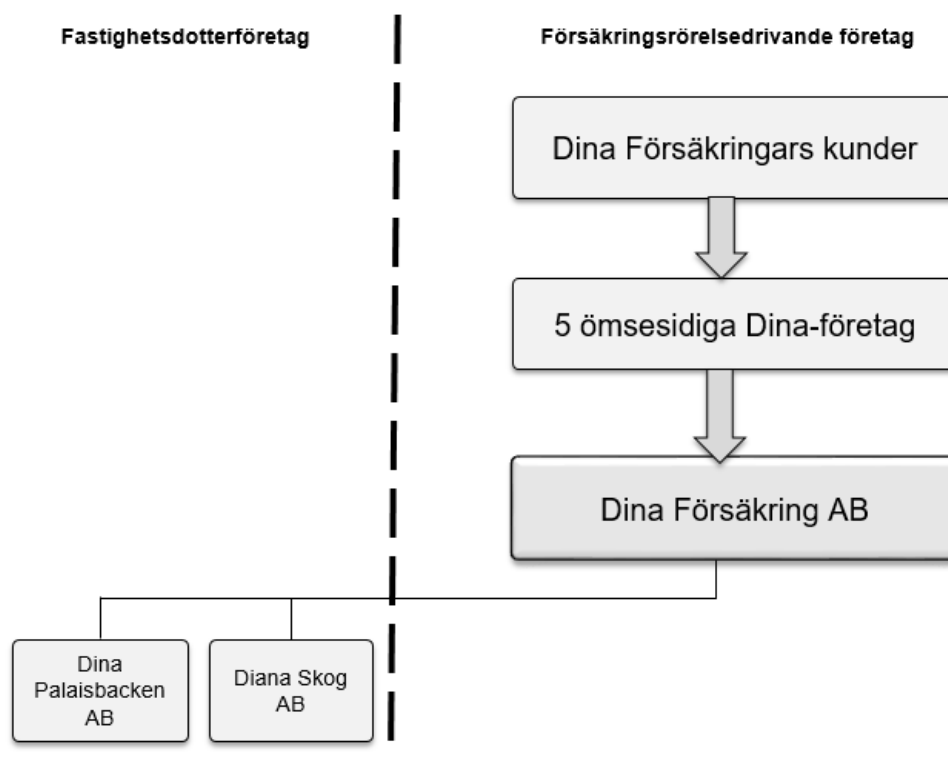 Fastighetsdotterföretag
Försäkringsrörelsedrivande företag
Dina Försäkringars kunder
5 ömsesidiga Dina-företag
Dina Försäkring AB
Dina
Palaisbacken
AB
Diana Skog
AB